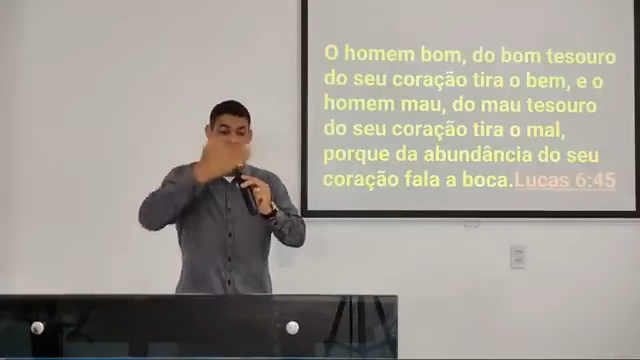 O homem bom, do bom tesouro
do seu coração tira o bem, e o
homem mau, do mau tesouro
do seu coração tira o mal,
porque da abundância do seu
coração fala a boca.Lucas 6:45